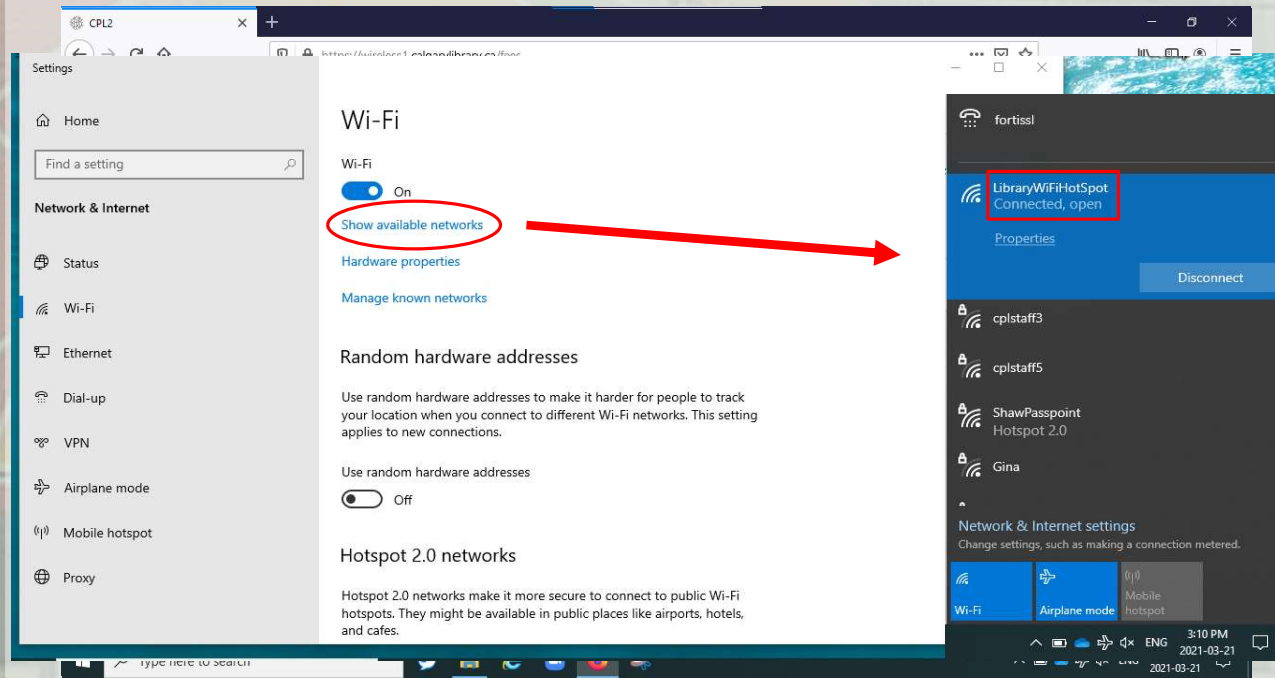 CPL2
https://wireless1.calgarylibrary.ca/fees
Settings
Home
Find a setting
Network & Internet
Status
Wi-Fi
Ethernet
Dial-up
VPN
Airplane mode
Mobile hotspot
Proxy
Wi-Fi
Wi-Fi
On
Show available networks
Hardware properties
Manage known networks
Random hardware addresses
Use random hardware addresses to make it harder for people to track
your location when you connect to different Wi-Fi networks. This setting
applies to new connections.
Use random hardware addresses
Off
Hotspot 2.0 networks
Hotspot 2.0 networks make it more secure to connect to public Wi-Fi
hotspots. They might be available in public places like airports, hotels,
and cafes.
fortissl
LibraryWiFiHotSpot
Connected, open
Properties
Disconnect
cplstaff3
cplstaff5
ShawPasspoint
Hotspot 2.0
Gina
Network & Internet settings
Change settings, such as making a connection metered.
Wi-Fi
Airplane mode
Mobile
hotspot
ENG
3:10 PM
2021-03-21
Type here to search
ENG
2021-03-21